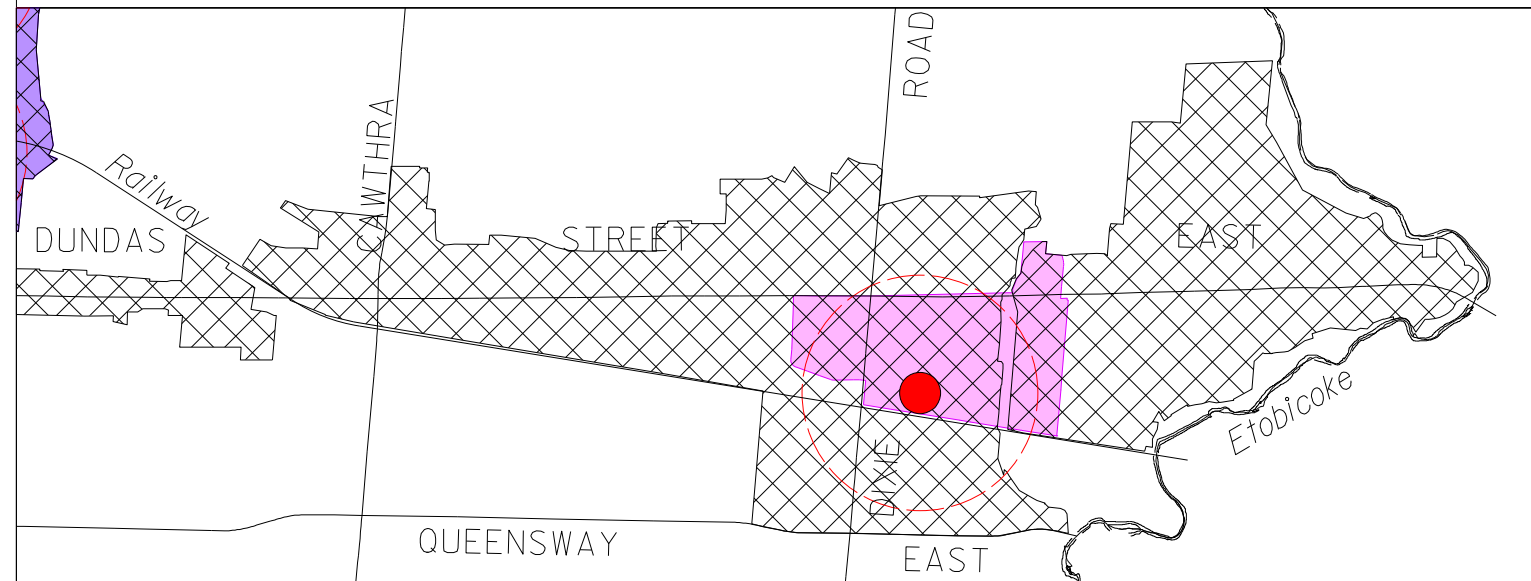 ROAD
CAWTHRA
Railway
DUNDAS
STREET
EAST
Etobicoke
DIXIE
QUEENSWAY
EAST